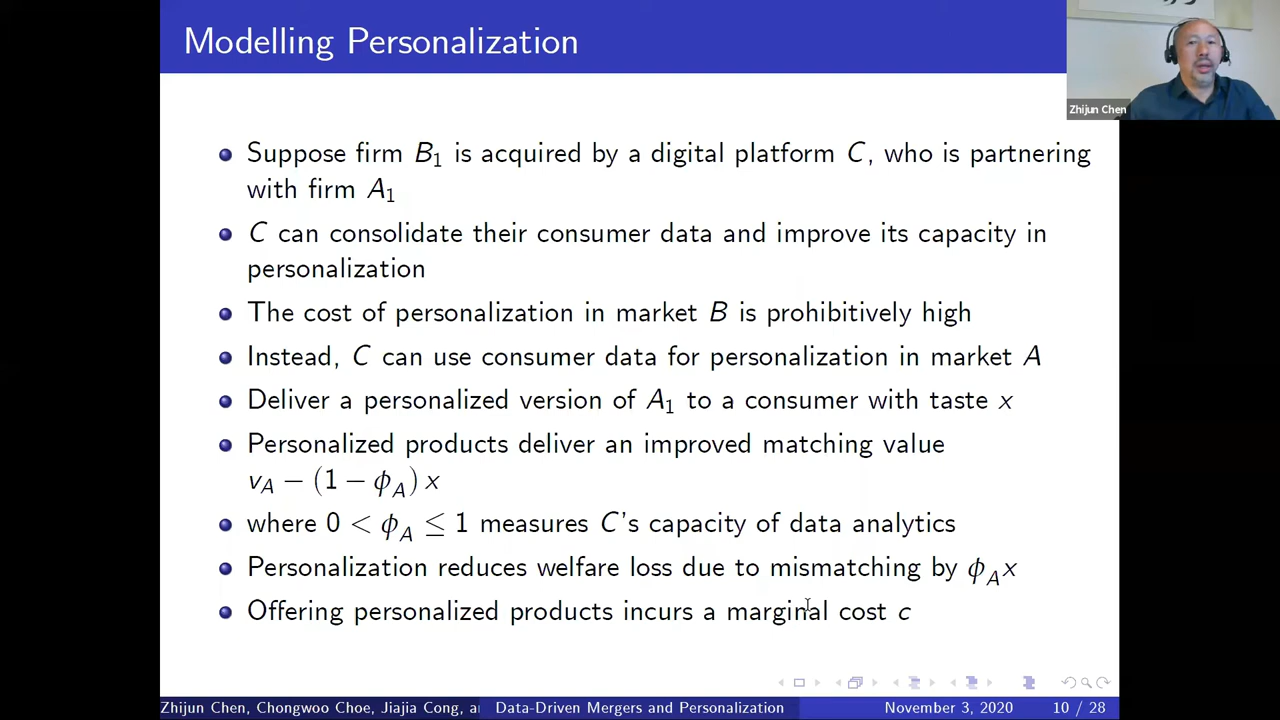 Modelling Personalization
Zhijun Chen
Suppose firm B₁ is acquired by a digital platform C, who is partnering
with firm A₁
C can consolidate their consumer data and improve its capacity in
personalization
The cost of personalization in market B is prohibitively high
Instead, C can use consumer data for personalization in market A
Deliver a personalized version of A₁ to a consumer with taste x
Personalized products deliver an improved matching value
v_A − (1 − ϕ_A) x
where 0 < ϕ_A ≤ 1 measures C's capacity of data analytics
Personalization reduces welfare loss due to mismatching by ϕ_A x
Offering personalized products incurs a marginal cost c
Zhijun Chen, Chongwoo Choe, Jiajia Cong, a Data-Driven Mergers and Personalization November 3, 2020 10 / 28